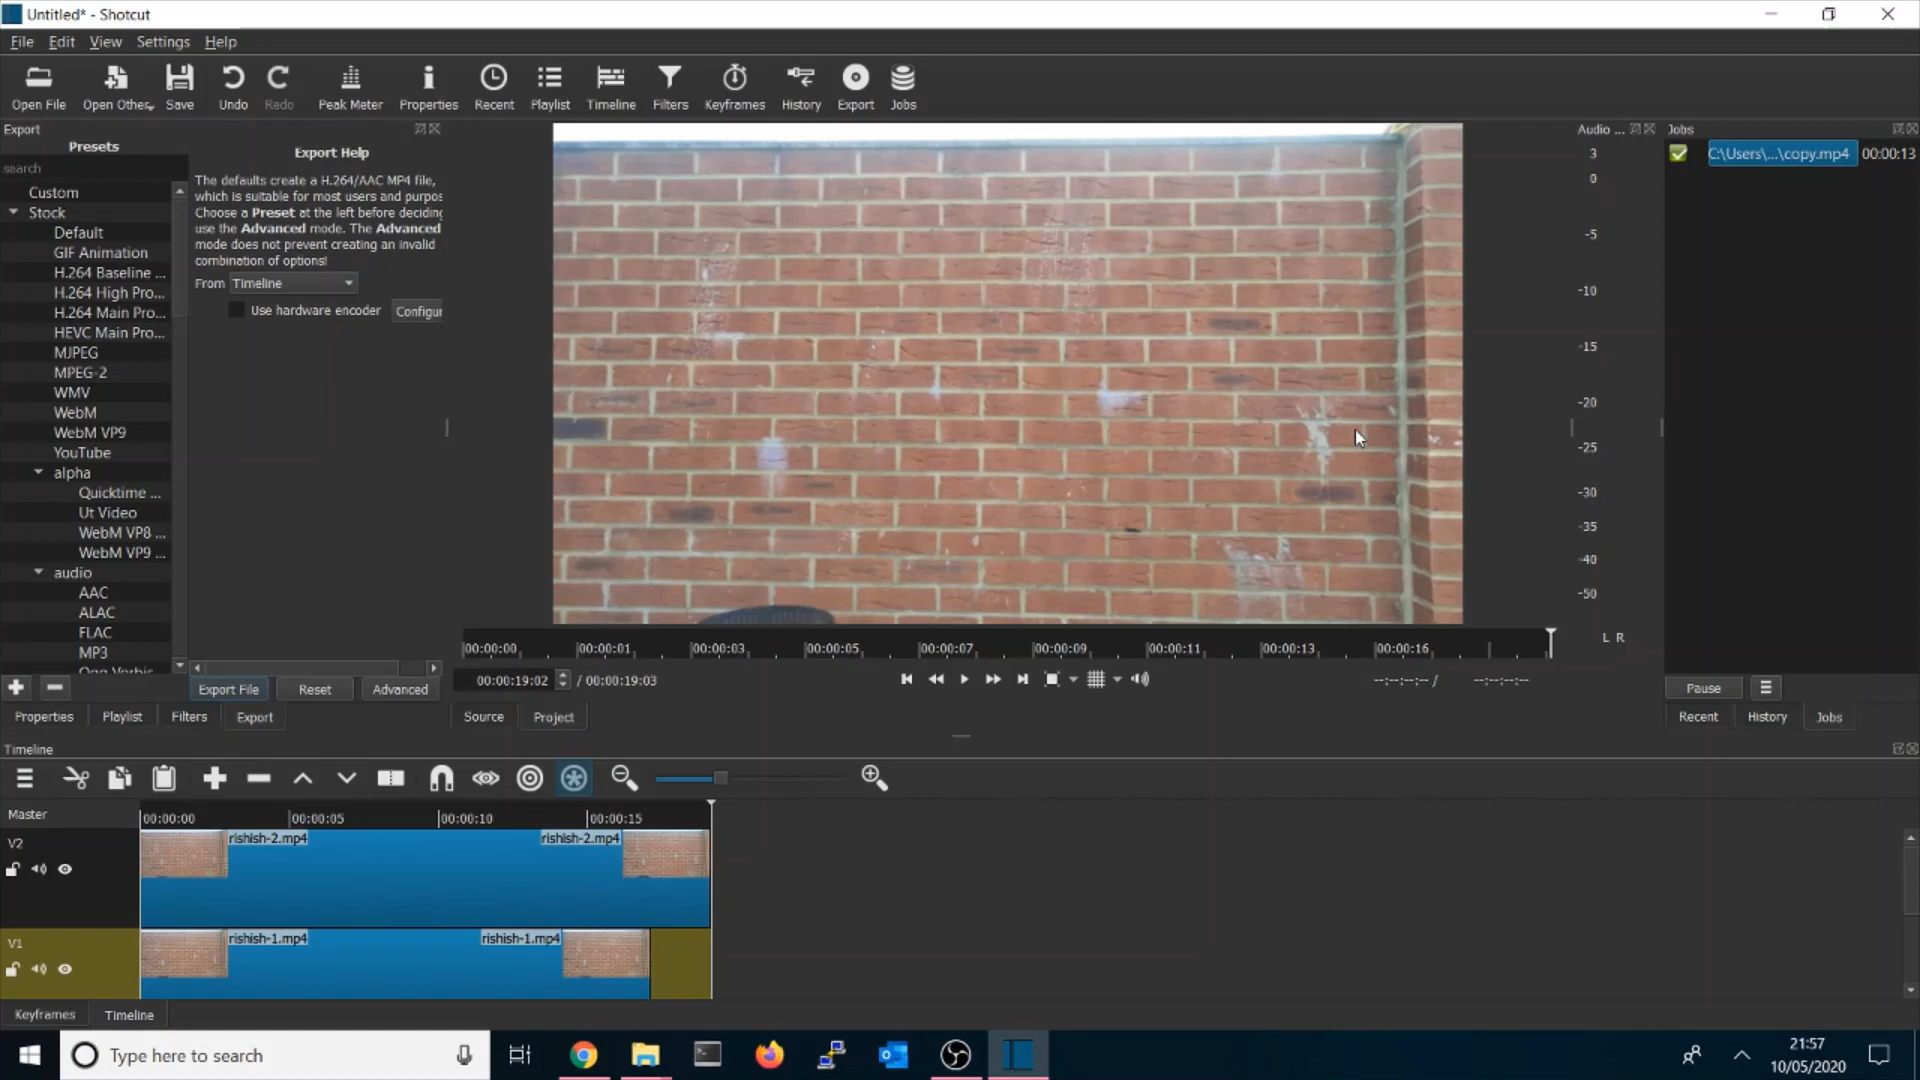 Untitled* - Shotcut
File Edit View Settings Help
Open File Open Other... Save Undo Redo Peak Meter Properties Recent Playlist Timeline Filters Keyframes History Export Jobs
Export
Presets
search
Custom
Stock
Default
GIF Animation
H.264 Baseline ...
H.264 High Pro...
H.264 Main Pro...
HEVC Main Pro...
MJPEG
MPEG-2
WMV
WebM
WebM VP9
YouTube
alpha
Quicktime ...
Ut Video
WebM VP8 ...
WebM VP9 ...
audio
AAC
ALAC
FLAC
MP3
Ogg Vorbis
Export Help
The defaults create a H.264/AAC MP4 file,
which is suitable for most users and purpos
Choose a Preset at the left before deciding
use the Advanced mode. The Advanced
mode does not prevent creating an invalid
combination of options!
From Timeline
Use hardware encoder Configur
Export File Reset Advanced
Properties Playlist Filters Export
00:00:00 00:00:01 00:00:03 00:00:05 00:00:07 00:00:09 00:00:11 00:00:13 00:00:16
00:00:19:02 / 00:00:19:03
--:--:--:-- / --:--:--:--
Source Project
Audio ...
3
0
-5
-10
-15
-20
-25
-30
-35
-40
-50
L R
Jobs
C:\Users\...\copy.mp4 00:00:13
Pause
Recent History Jobs
Timeline
Master
00:00:00 00:00:05 00:00:10 00:00:15
V2
rishish-2.mp4 rishish-2.mp4
V1
rishish-1.mp4 rishish-1.mp4
Keyframes Timeline
Type here to search
21:57
10/05/2020